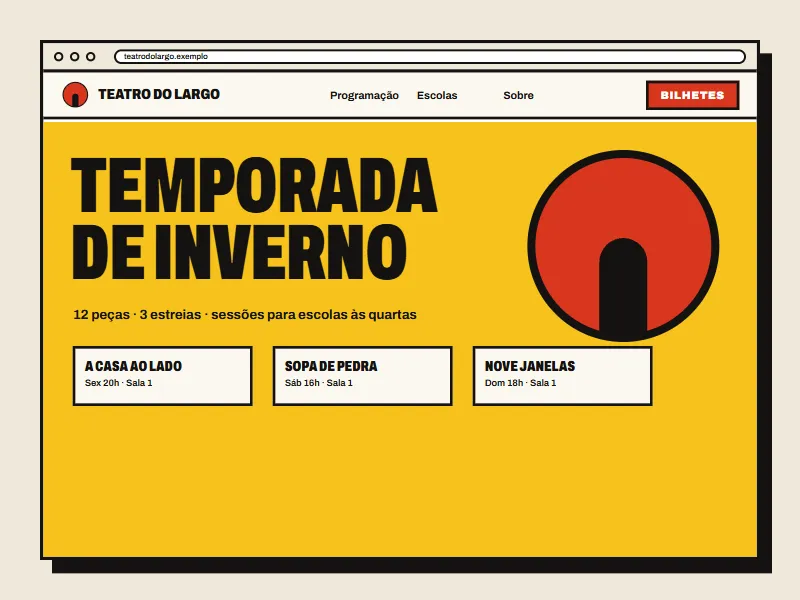 teatrodolargo.exemplo
TEATRO DO LARGO
Programação Escolas Sobre
BILHETES
TEMPORADA
DE INVERNO
12 peças · 3 estreias · sessões para escolas às quartas
A CASA AO LADO
Sex 20h · Sala 1
SOPA DE PEDRA
Sáb 16h · Sala 1
NOVE JANELAS
Dom 18h · Sala 1